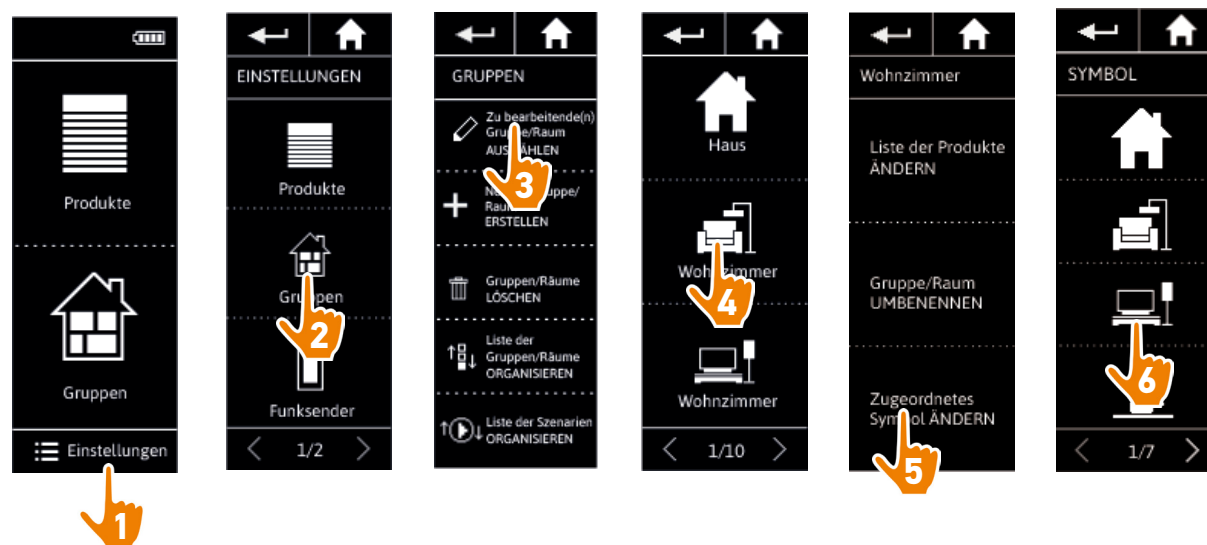 Produkte
Gruppen
Einstellungen
1
EINSTELLUNGEN
Produkte
Gruppen
2
Funksender
1/2
GRUPPEN
Zu bearbeitende(n)
Gruppe/Raum
AUSWÄHLEN
3
ERSTELLEN
Gruppen/Räume
LÖSCHEN
Liste der
Gruppen/Räume
ORGANISIEREN
Liste der Szenarien
ORGANISIEREN
Haus
Wohnzimmer
4
Wohnzimmer
1/10
Wohnzimmer
Liste der Produkte
ÄNDERN
Gruppe/Raum
UMBENENNEN
Zugeordnetes
Symbol ÄNDERN
5
SYMBOL
6
1/7